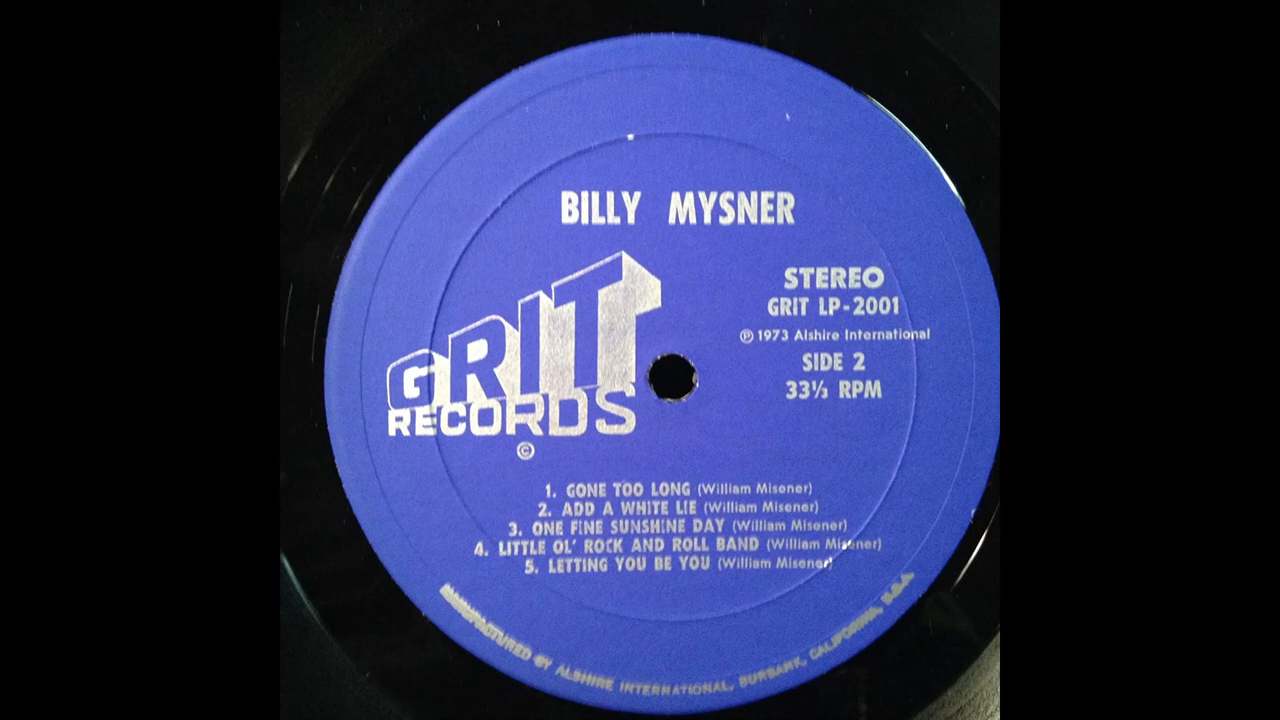 BILLY MYSNER
GRIT
RECORDS
©
STEREO
GRIT LP-2001
℗ 1973 Alshire International
SIDE 2
33⅓ RPM
1. GONE TOO LONG (William Misener)
2. ADD A WHITE LIE (William Misener)
3. ONE FINE SUNSHINE DAY (William Misener)
4. LITTLE OL' ROCK AND ROLL BAND (William Misener)
5. LETTING YOU BE YOU (William Misener)
MANUFACTURED BY ALSHIRE INTERNATIONAL, BURBANK, CALIFORNIA, U.S.A.